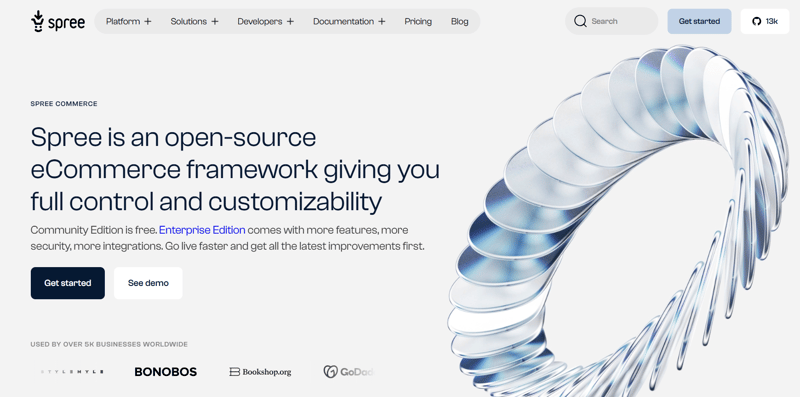 spree
Platform + Solutions + Developers + Documentation + Pricing Blog
Search
Get started
13k
SPREE COMMERCE
Spree is an open-source
eCommerce framework giving you
full control and customizability
Community Edition is free. Enterprise Edition comes with more features, more
security, more integrations. Go live faster and get all the latest improvements first.
Get started
See demo
USED BY OVER 5K BUSINESSES WORLDWIDE
BONOBOS
Bookshop.org